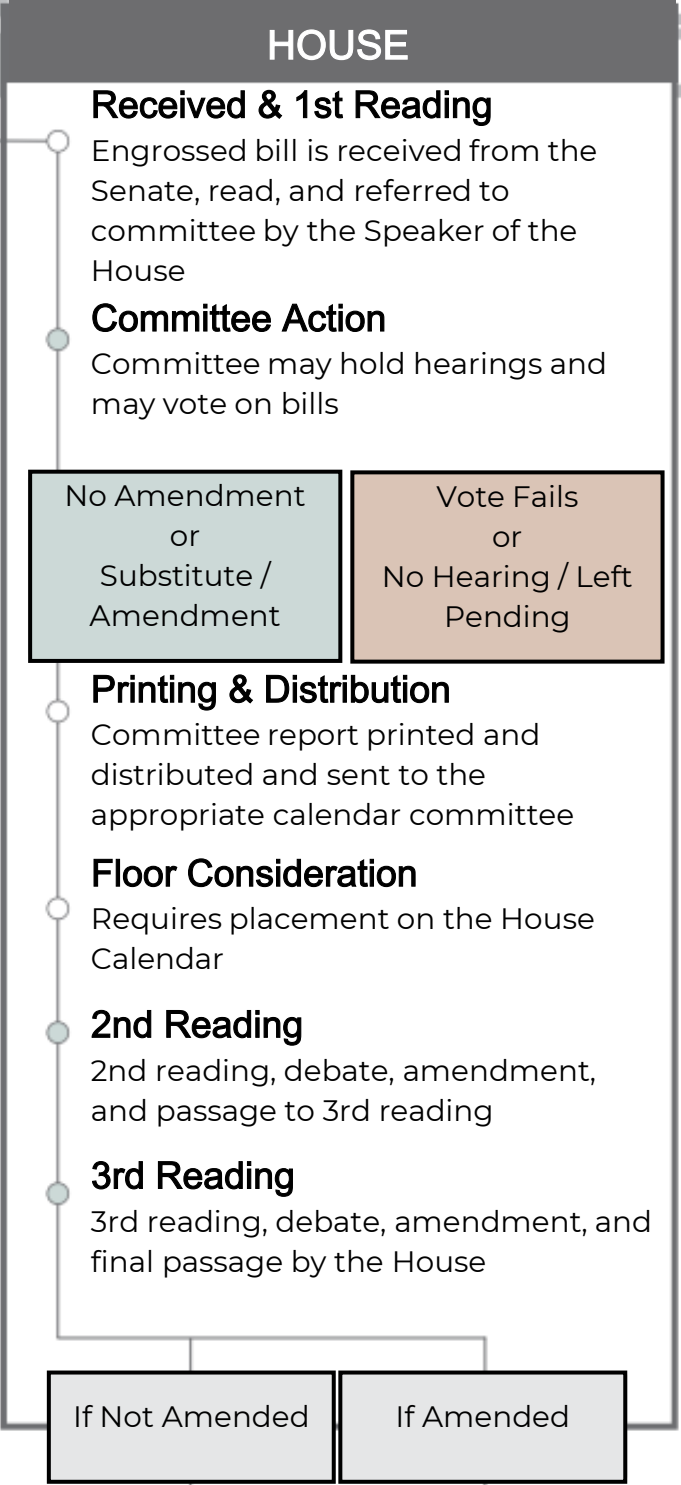 HOUSE
Received & 1st Reading
Engrossed bill is received from the
Senate, read, and referred to
committee by the Speaker of the
House
Committee Action
Committee may hold hearings and
may vote on bills
No Amendment
or
Substitute /
Amendment
Vote Fails
or
No Hearing / Left
Pending
Printing & Distribution
Committee report printed and
distributed and sent to the
appropriate calendar committee
Floor Consideration
Requires placement on the House
Calendar
2nd Reading
2nd reading, debate, amendment,
and passage to 3rd reading
3rd Reading
3rd reading, debate, amendment, and
final passage by the House
If Not Amended
If Amended